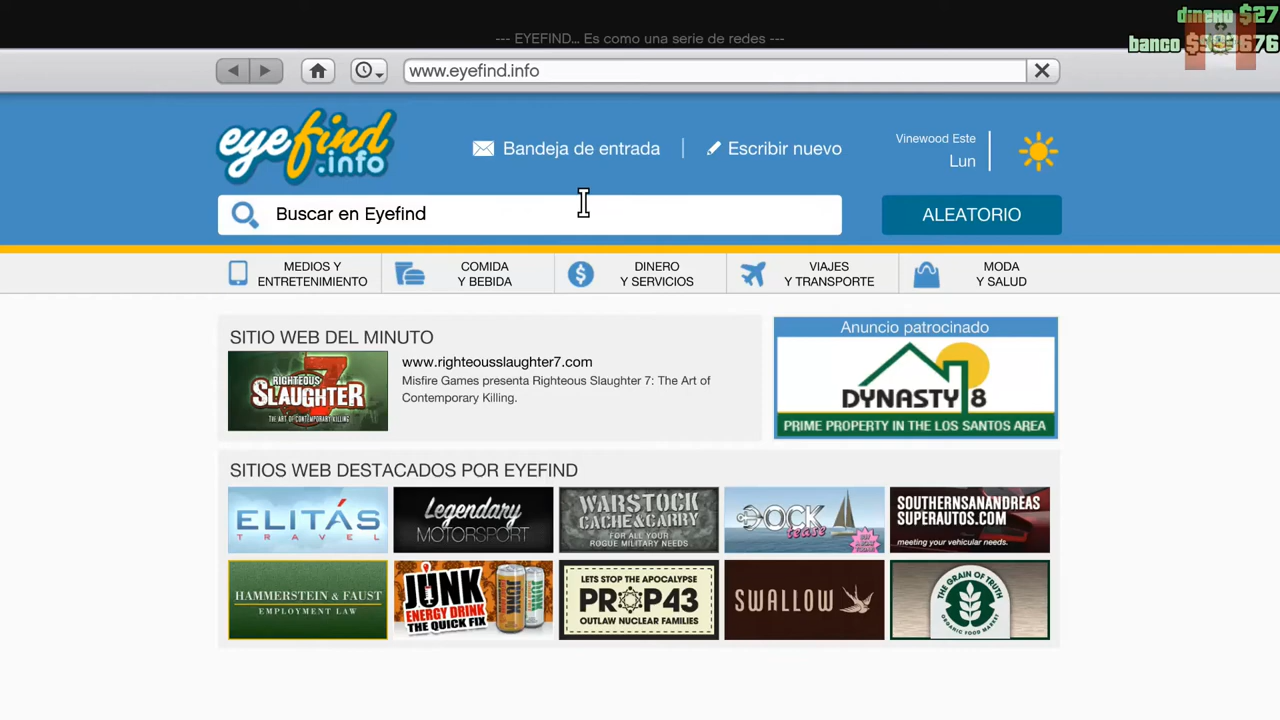 dinero $27
--- EYEFIND... Es como una serie de redes ---
banco $993676
www.eyefind.info
eyefind.info
Bandeja de entrada
Escribir nuevo
Vinewood Este
Lun
Buscar en Eyefind
ALEATORIO
MEDIOS Y
ENTRETENIMIENTO
COMIDA
Y BEBIDA
DINERO
Y SERVICIOS
VIAJES
Y TRANSPORTE
MODA
Y SALUD
SITIO WEB DEL MINUTO
RIGHTEOUS
SLAUGHTER
7
THE ART OF CONTEMPORARY KILLING
www.righteousslaughter7.com
Misfire Games presenta Righteous Slaughter 7: The Art of
Contemporary Killing.
Anuncio patrocinado
DYNASTY 8
PRIME PROPERTY IN THE LOS SANTOS AREA
SITIOS WEB DESTACADOS POR EYEFIND
ELITÁS
TRAVEL
Legendary
MOTORSPORT
WARSTOCK
CACHE & CARRY
FOR ALL YOUR
ROGUE MILITARY NEEDS
DOCK
tease
SOUTHERNSANANDREAS
SUPERAUTOS.COM
meeting your vehicular needs.
HAMMERSTEIN & FAUST
EMPLOYMENT LAW
JUNK
ENERGY DRINK
THE QUICK FIX
LETS STOP THE APOCALYPSE
PROP43
OUTLAW NUCLEAR FAMILIES
SWALLOW
THE GRAIN OF TRUTH
ORGANIC FOOD MARKET